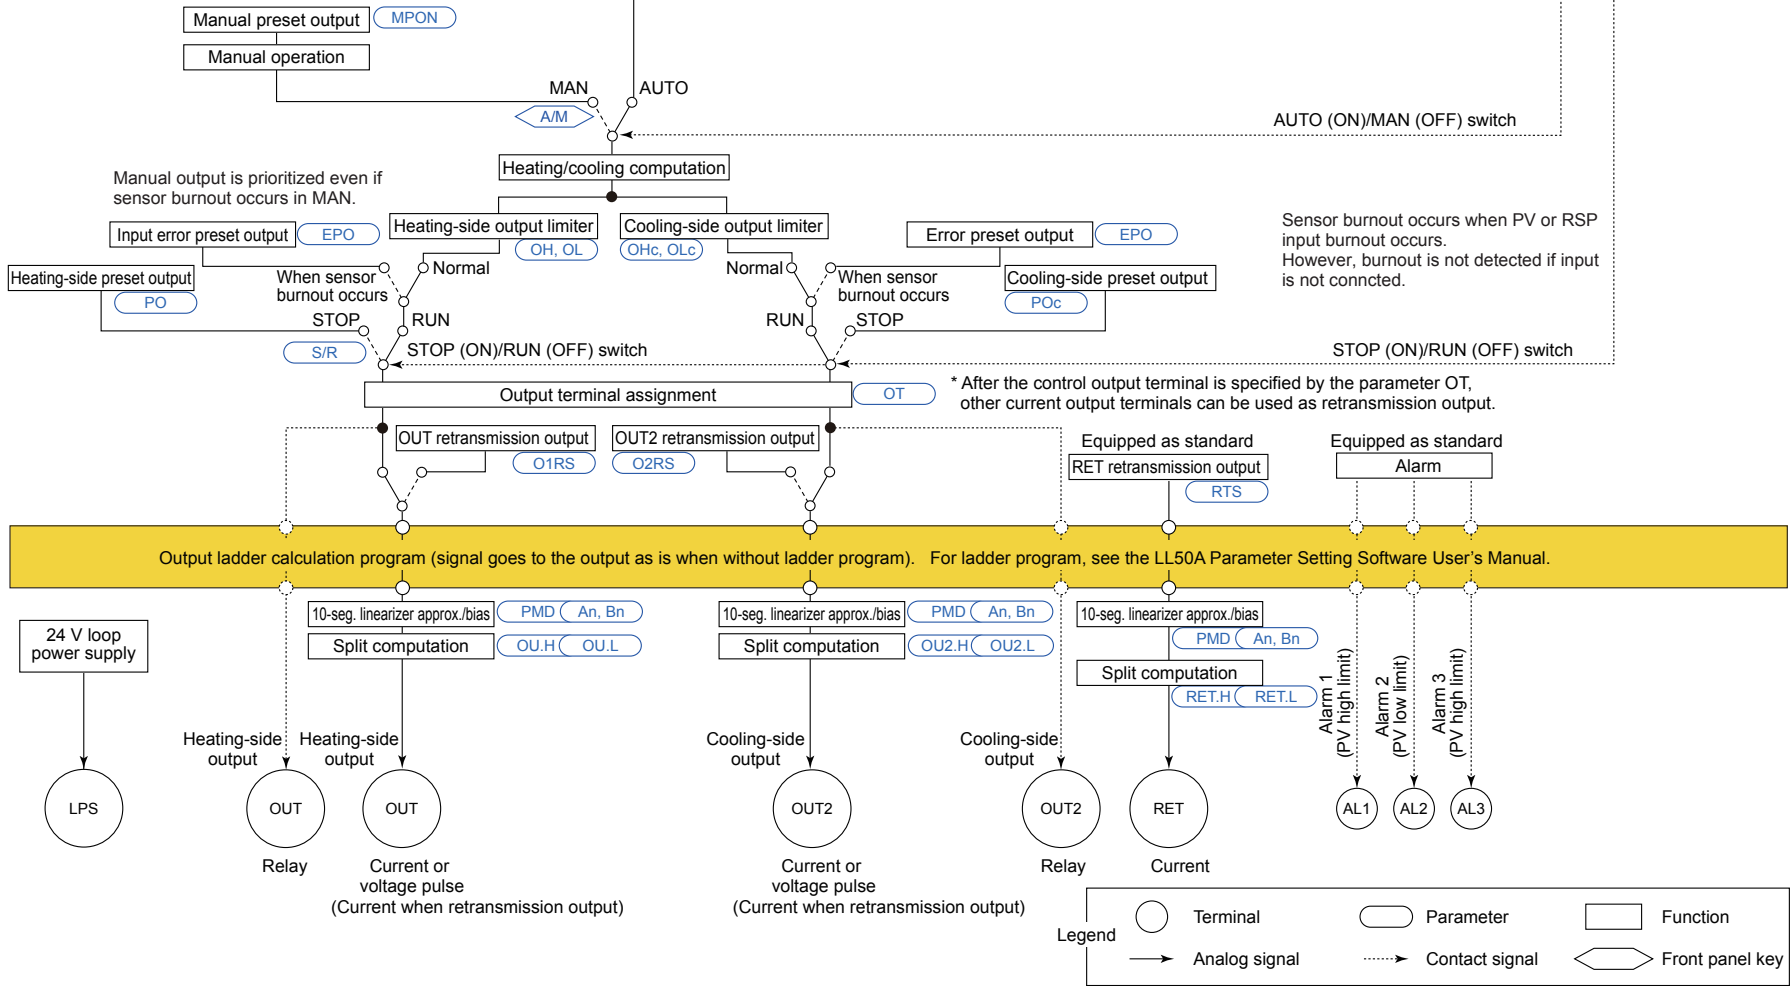 Manual preset output
MPON
Manual operation
MAN
AUTO
A/M
AUTO (ON)/MAN (OFF) switch
Heating/cooling computation
Manual output is prioritized even if
sensor burnout occurs in MAN.
Input error preset output
EPO
Heating-side output limiter
OH, OL
Cooling-side output limiter
OHc, OLc
Error preset output
EPO
Sensor burnout occurs when PV or RSP
input burnout occurs.
However, burnout is not detected if input
is not conncted.
Heating-side preset output
PO
When sensor
burnout occurs
Normal
Normal
When sensor
burnout occurs
Cooling-side preset output
POc
STOP
RUN
RUN
STOP
S/R
STOP (ON)/RUN (OFF) switch
STOP (ON)/RUN (OFF) switch
Output terminal assignment
OT
* After the control output terminal is specified by the parameter OT,
other current output terminals can be used as retransmission output.
OUT retransmission output
O1RS
OUT2 retransmission output
O2RS
Equipped as standard
RET retransmission output
RTS
Equipped as standard
Alarm
Output ladder calculation program (signal goes to the output as is when without ladder program). For ladder program, see the LL50A Parameter Setting Software User's Manual.
24 V loop
power supply
10-seg. linearizer approx./bias
PMD
An, Bn
Split computation
OU.H
OU.L
10-seg. linearizer approx./bias
PMD
An, Bn
Split computation
OU2.H
OU2.L
10-seg. linearizer approx./bias
PMD
An, Bn
Split computation
RET.H
RET.L
Alarm 1
(PV high limit)
Alarm 2
(PV low limit)
Alarm 3
(PV high limit)
Heating-side
output
Heating-side
output
Cooling-side
output
Cooling-side
output
LPS
OUT
OUT
OUT2
OUT2
RET
AL1
AL2
AL3
Relay
Current or
voltage pulse
(Current when retransmission output)
Current or
voltage pulse
(Current when retransmission output)
Relay
Current
Legend
Terminal
Parameter
Function
Analog signal
Contact signal
Front panel key